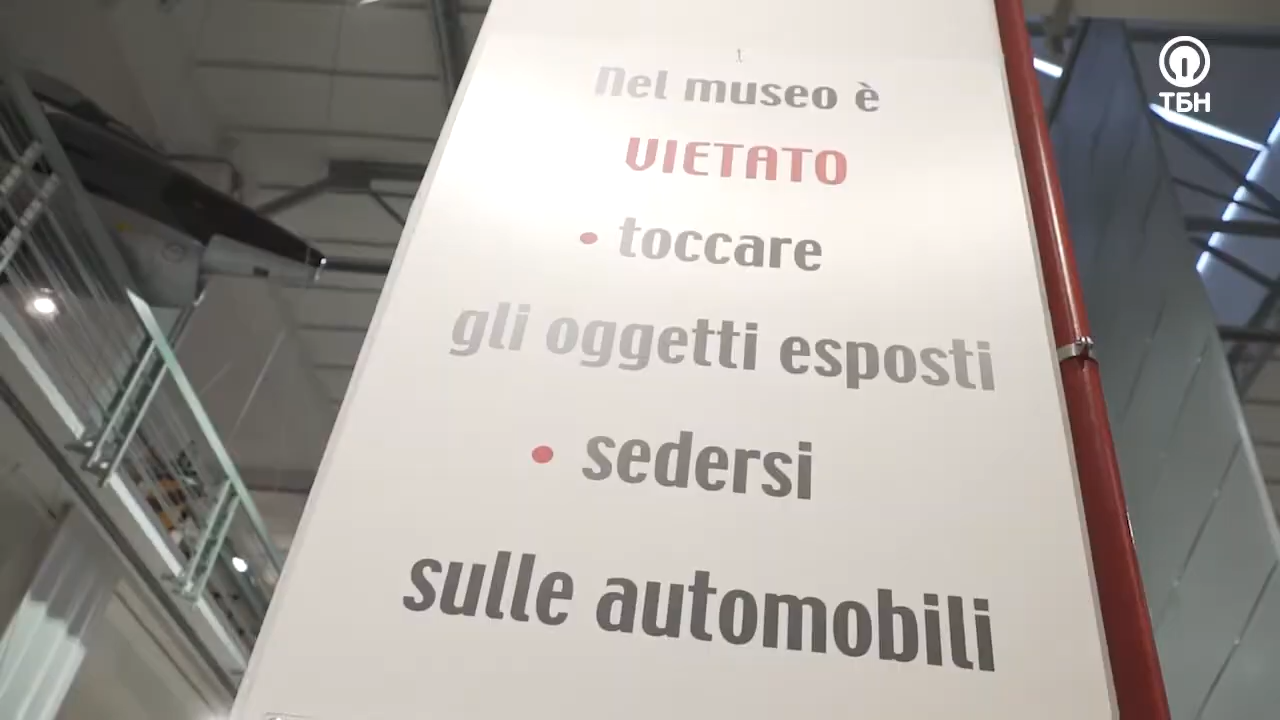 Nel museo è
VIETATO
• toccare
gli oggetti esposti
• sedersi
sulle automobili
ТБН